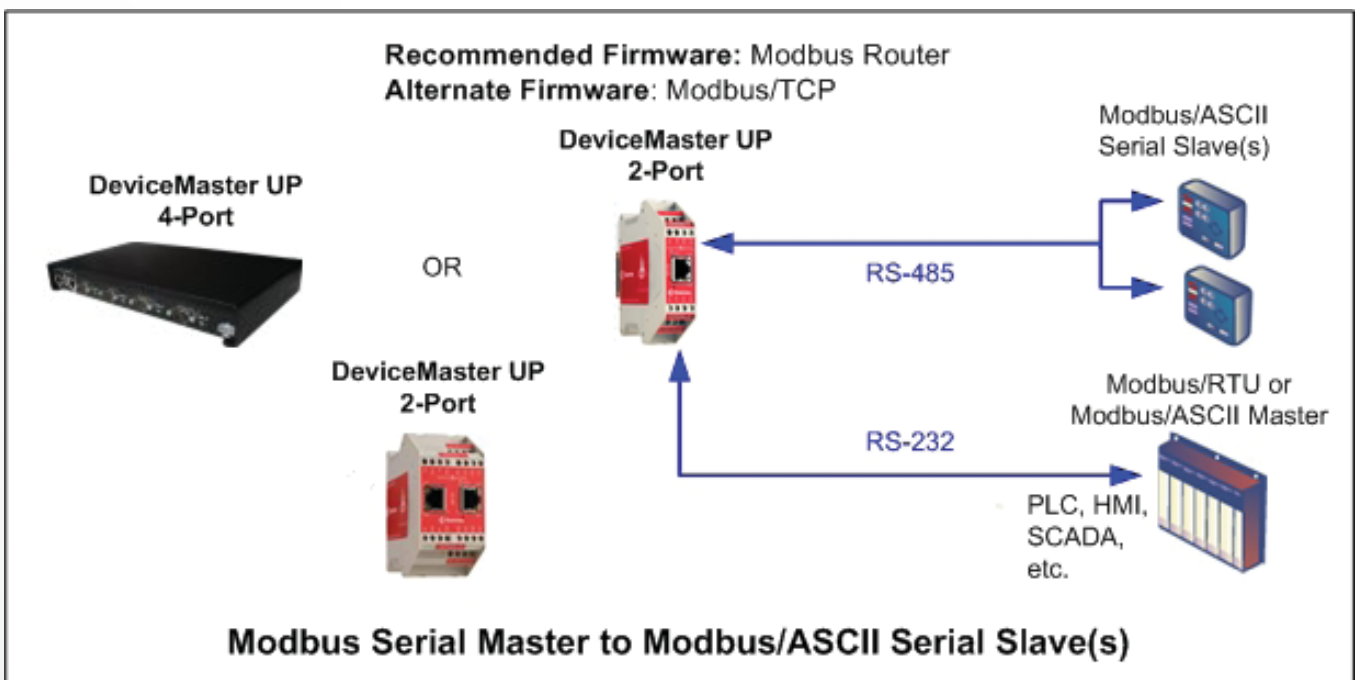 Recommended Firmware: Modbus Router
Alternate Firmware: Modbus/TCP
DeviceMaster UP
2-Port
Modbus/ASCII
Serial Slave(s)
DeviceMaster UP
4-Port
OR
RS-485
DeviceMaster UP
2-Port
Modbus/RTU or
Modbus/ASCII Master
RS-232
PLC, HMI,
SCADA,
etc.
Modbus Serial Master to Modbus/ASCII Serial Slave(s)